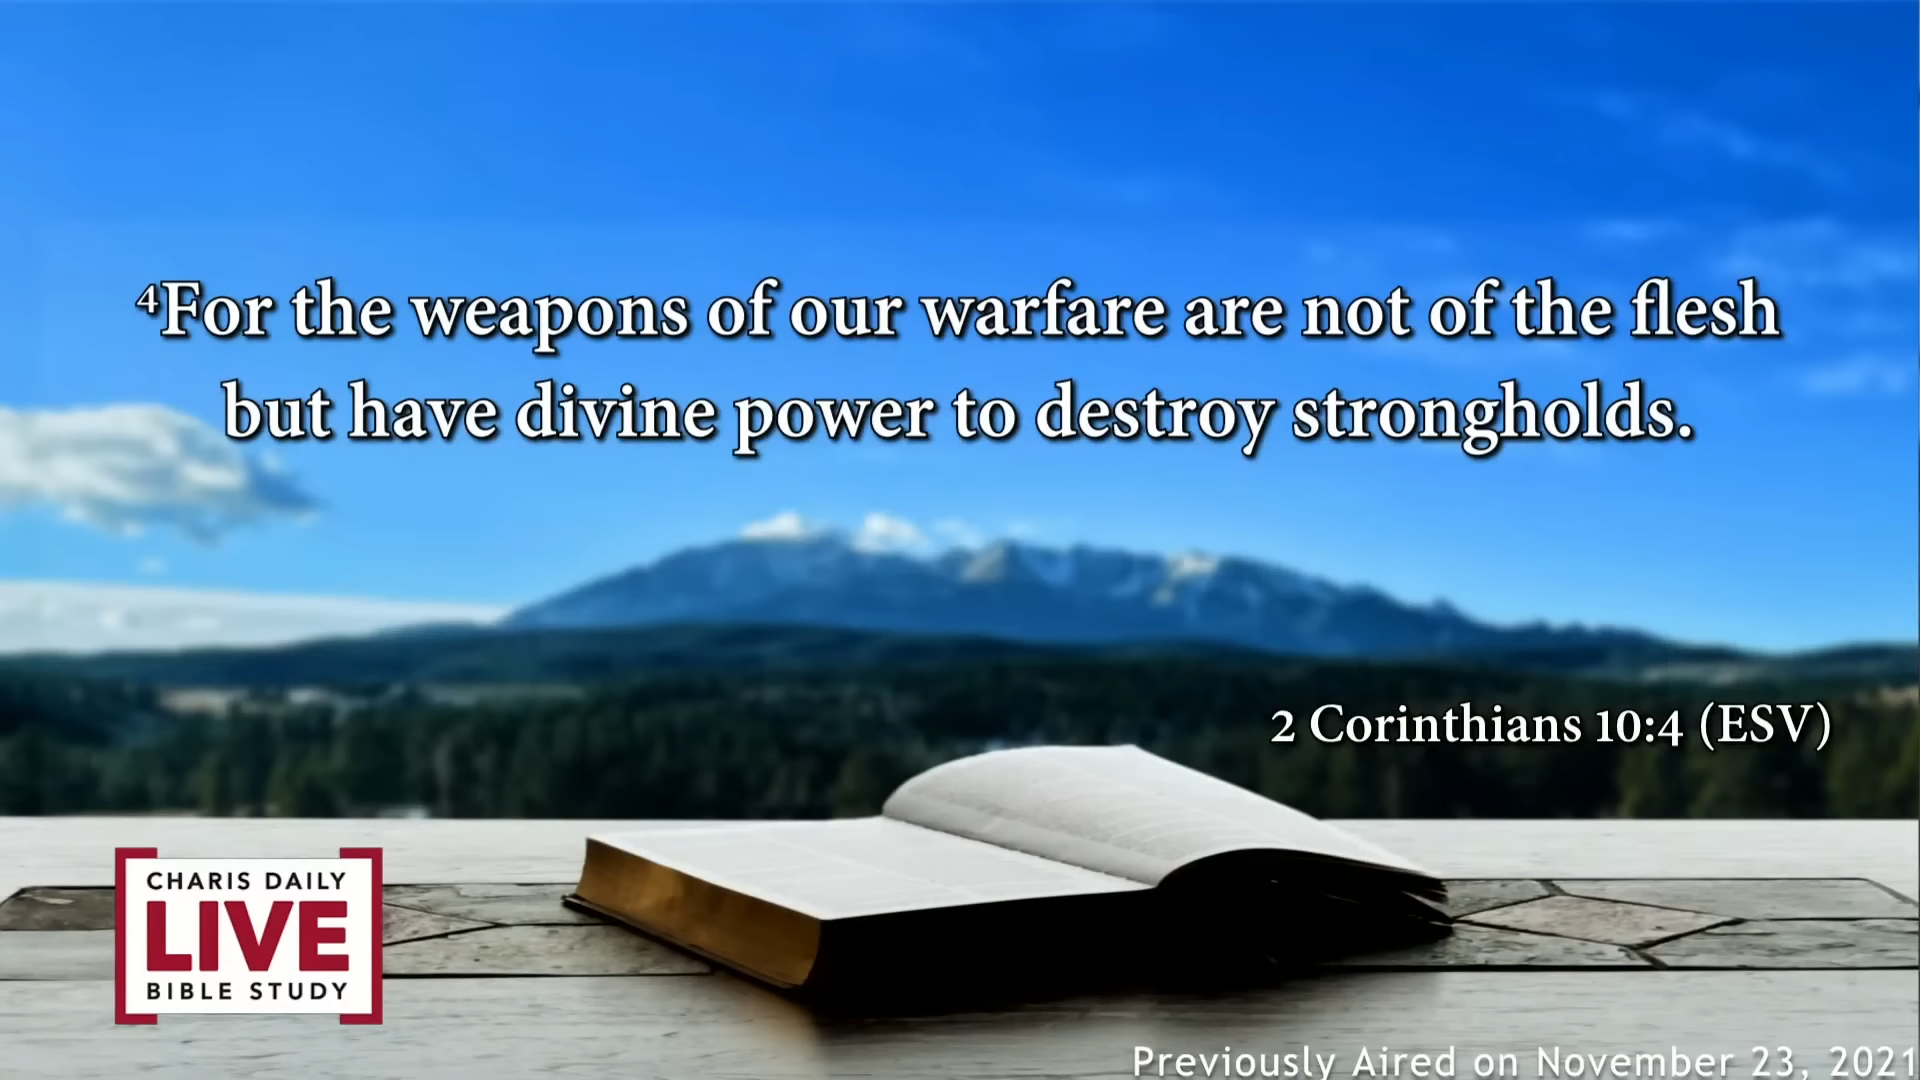 ⁴For the weapons of our warfare are not of the flesh
but have divine power to destroy strongholds.
2 Corinthians 10:4 (ESV)
CHARIS DAILY
LIVE
BIBLE STUDY
Previously Aired on November 23, 2021